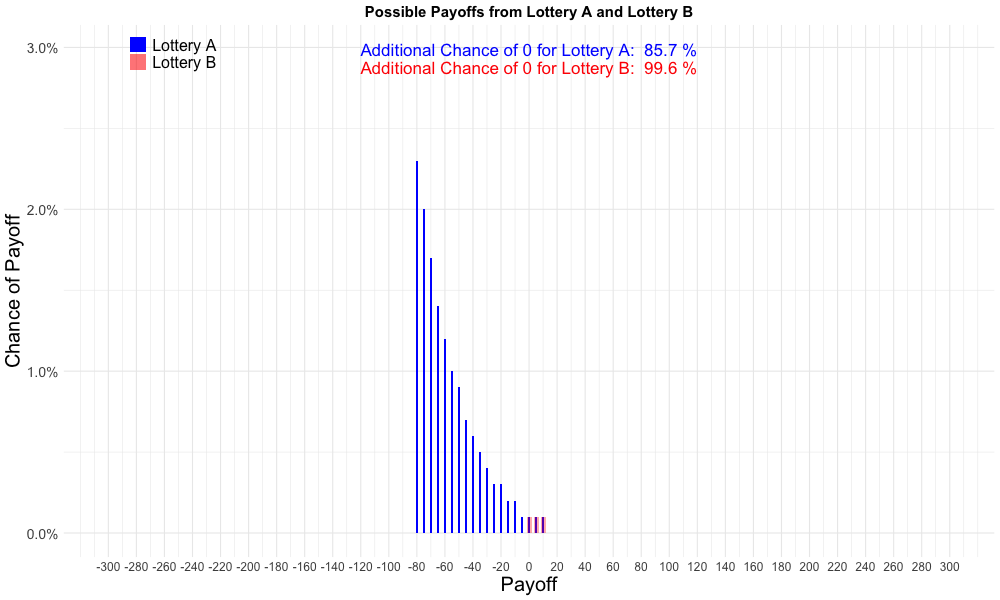 Possible Payoffs from Lottery A and Lottery B
Lottery A
Lottery B
Additional Chance of 0 for Lottery A:  85.7 %
Additional Chance of 0 for Lottery B:  99.6 %
Chance of Payoff
3.0%
2.0%
1.0%
0.0%
-300 -280 -260 -240 -220 -200 -180 -160 -140 -120 -100 -80 -60 -40 -20 0 20 40 60 80 100 120 140 160 180 200 220 240 260 280 300
Payoff